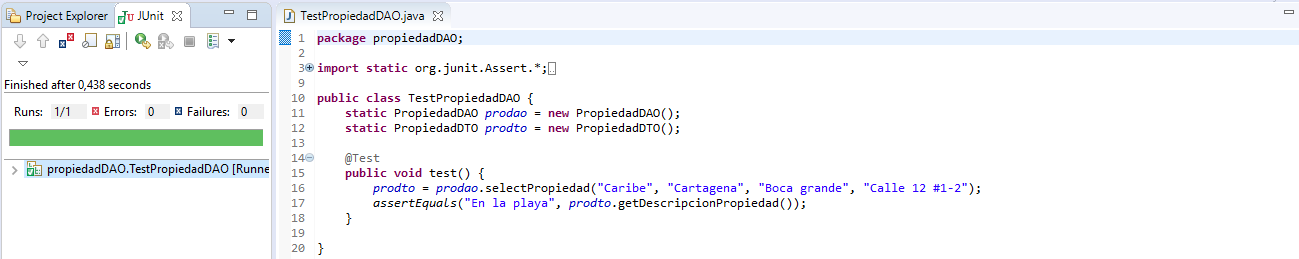 Project Explorer JUnit
Finished after 0,438 seconds
Runs: 1/1 Errors: 0 Failures: 0
propiedadDAO.TestPropiedadDAO [Runne
TestPropiedadDAO.java
1 package propiedadDAO;
2
3 import static org.junit.Assert.*;
9
10 public class TestPropiedadDAO {
11 static PropiedadDAO prodao = new PropiedadDAO();
12 static PropiedadDTO prodto = new PropiedadDTO();
13
14 @Test
15 public void test() {
16 prodto = prodao.selectPropiedad("Caribe", "Cartagena", "Boca grande", "Calle 12 #1-2");
17 assertEquals("En la playa", prodto.getDescripcionPropiedad());
18 }
19
20 }